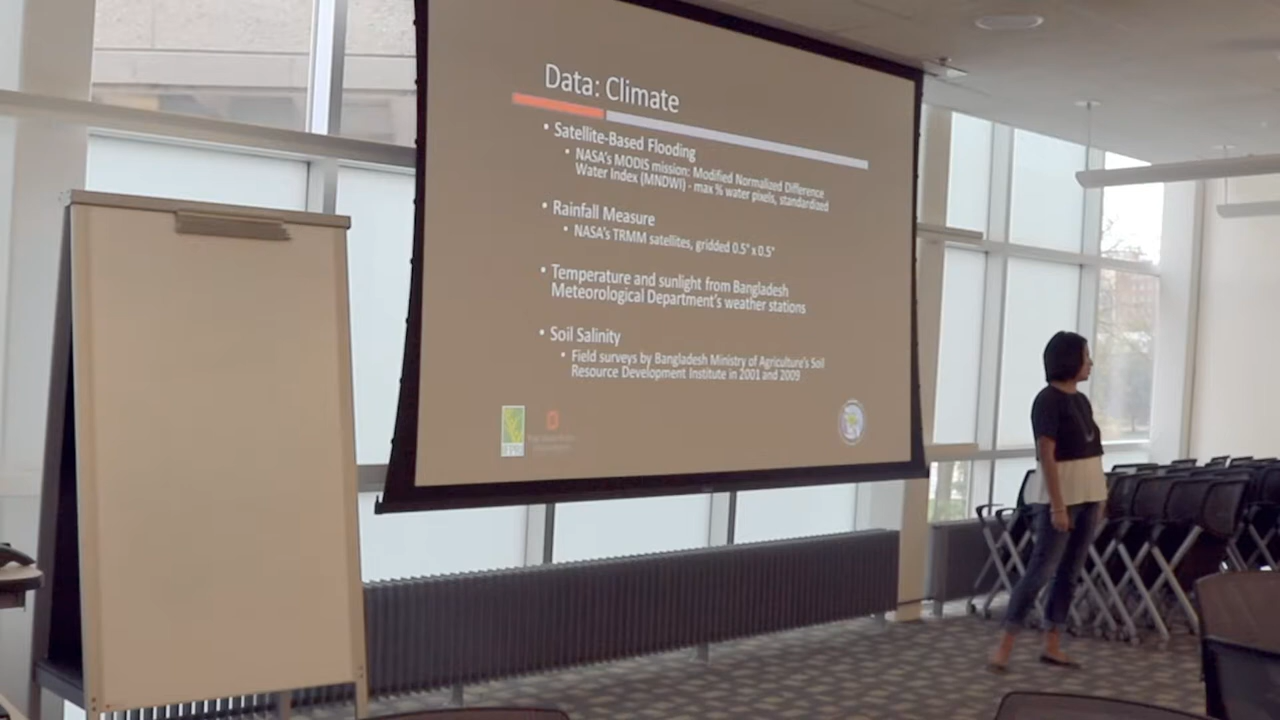 Data: Climate
• Satellite-Based Flooding
• NASA's MODIS mission: Modified Normalized Difference
Water Index (MNDWI) - max % water pixels, standardized
• Rainfall Measure
• NASA's TRMM satellites, gridded 0.5° x 0.5°
• Temperature and sunlight from Bangladesh
Meteorological Department's weather stations
• Soil Salinity
• Field surveys by Bangladesh Ministry of Agriculture's Soil
Resource Development Institute in 2001 and 2009
IFPRI